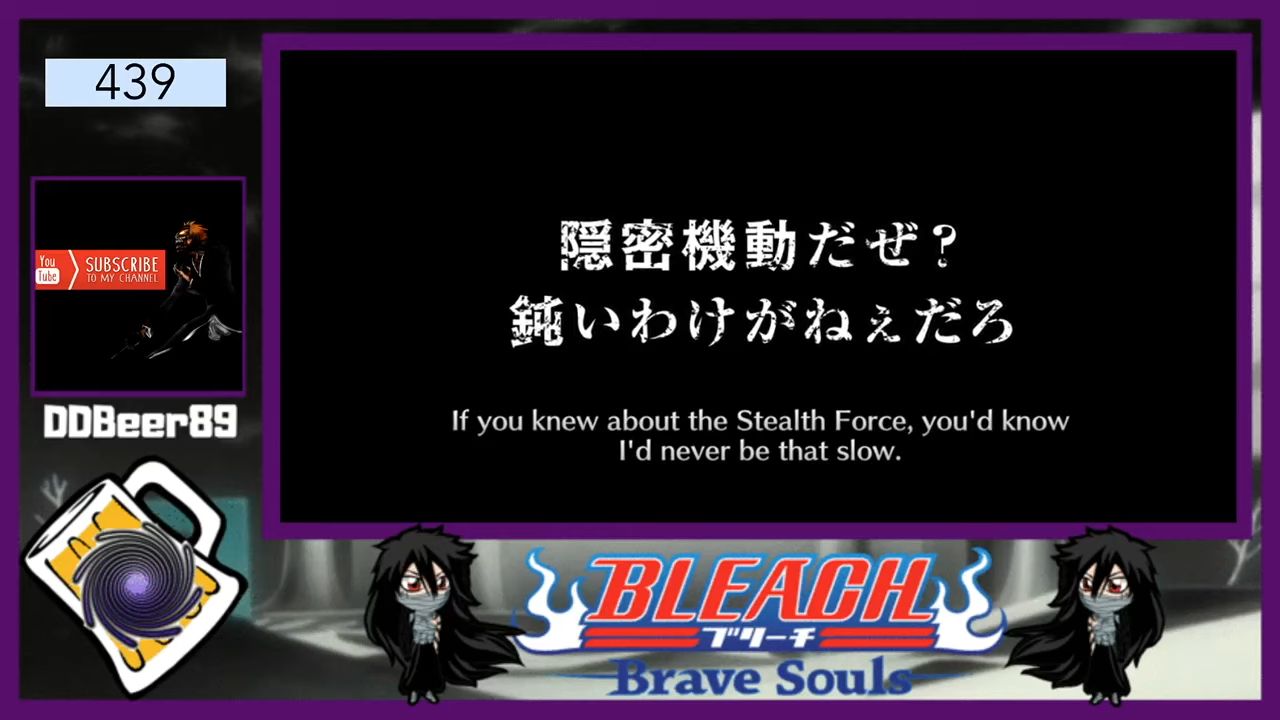 439
隠密機動だぜ?
鈍いわけがねぇだろ
If you knew about the Stealth Force, you'd know
I'd never be that slow.
You
Tube
SUBSCRIBE
TO MY CHANNEL
DDBeer89
BLEACH
ブリーチ
Brave Souls